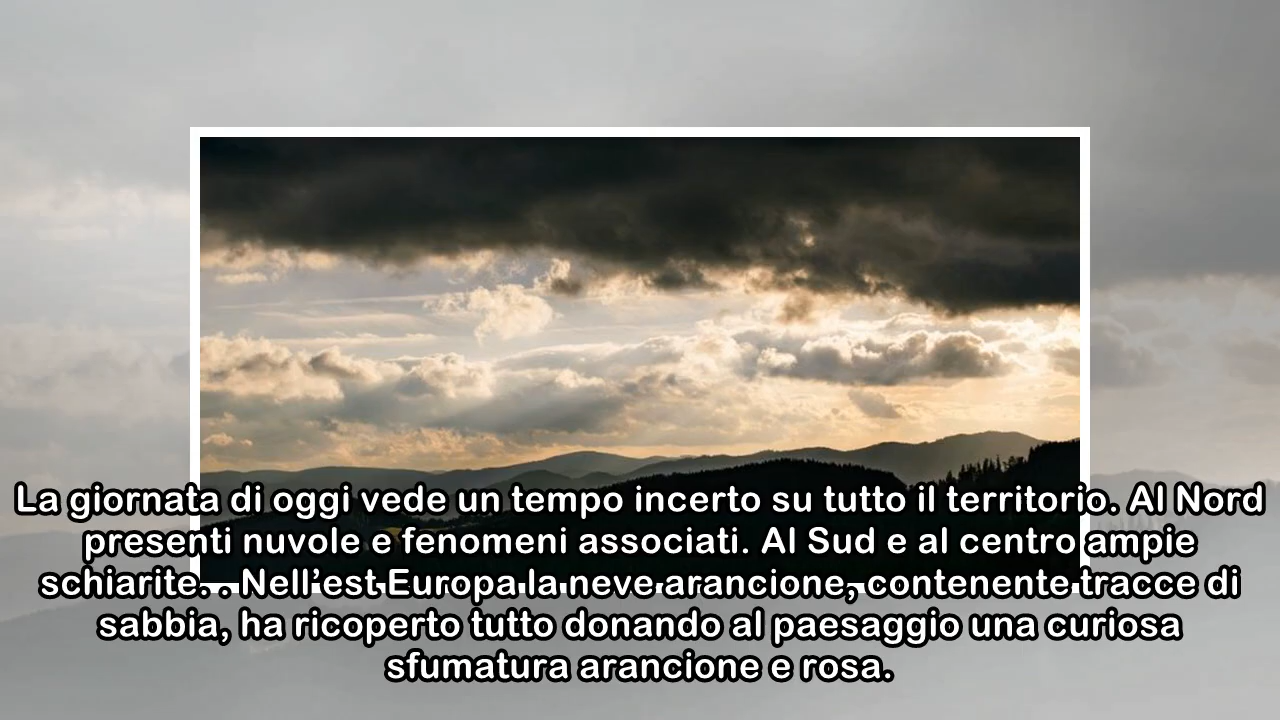 La giornata di oggi vede un tempo incerto su tutto il territorio. Al Nord
presenti nuvole e fenomeni associati. Al Sud e al centro ampie
schiarite. . Nell’est Europa la neve arancione, contenente tracce di
sabbia, ha ricoperto tutto donando al paesaggio una curiosa
sfumatura arancione e rosa.